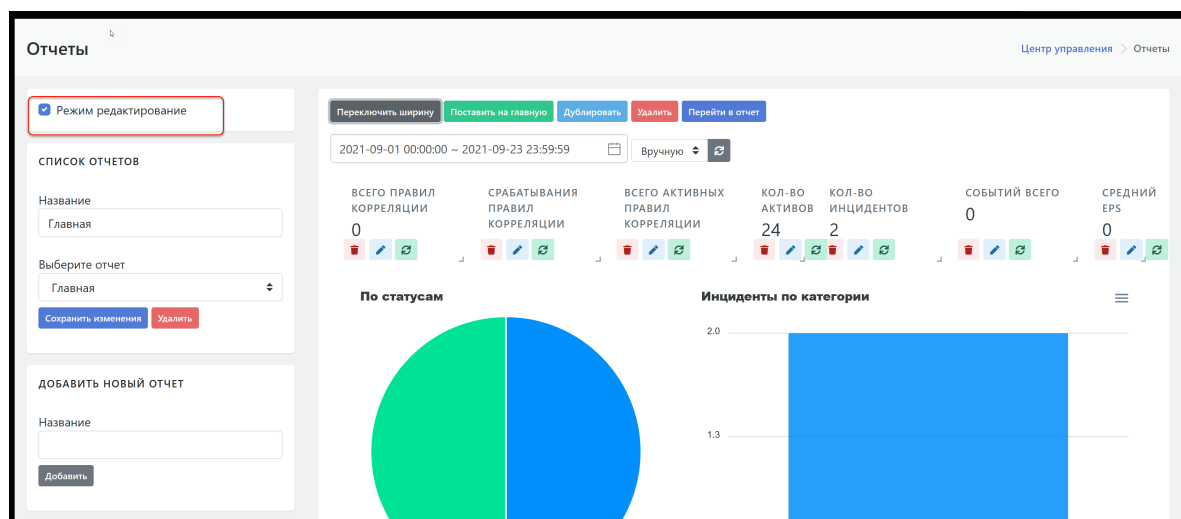 Отчеты
Центр управления > Отчеты
Режим редактирование
СПИСОК ОТЧЕТОВ
Название
Главная
Выберите отчет
Главная
Сохранить изменения Удалить
ДОБАВИТЬ НОВЫЙ ОТЧЕТ
Название
Добавить
Переключить ширину Поставить на главную Дублировать Удалить Перейти в отчет
2021-09-01 00:00:00 ~ 2021-09-23 23:59:59 Вручную
ВСЕГО ПРАВИЛ
КОРРЕЛЯЦИИ
0
СРАБАТЫВАНИЯ
ПРАВИЛ
КОРРЕЛЯЦИИ
ВСЕГО АКТИВНЫХ
ПРАВИЛ
КОРРЕЛЯЦИИ
КОЛ-ВО
АКТИВОВ
24
КОЛ-ВО
ИНЦИДЕНТОВ
2
СОБЫТИЙ ВСЕГО
0
СРЕДНИЙ
EPS
0
По статусам
Инциденты по категории
2.0
1.3